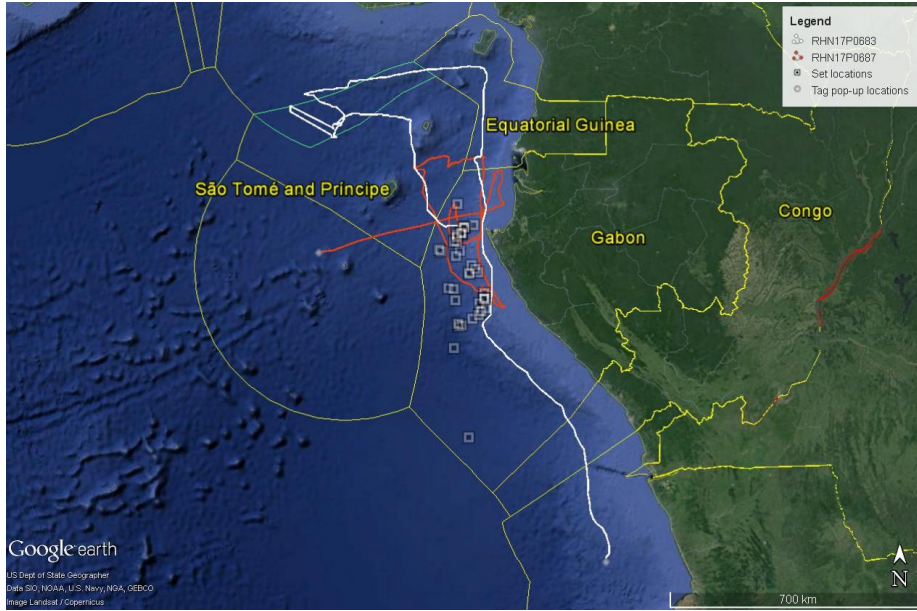 Legend
RHN17P0683
RHN17P0687
Set locations
Tag pop-up locations
Equatorial Guinea
São Tomé and Principe
Congo
Gabon
Google earth
US Dept of State Geographer
Data SIO, NOAA, U.S. Navy, NGA, GEBCO
Image Landsat / Copernicus
N
700 km